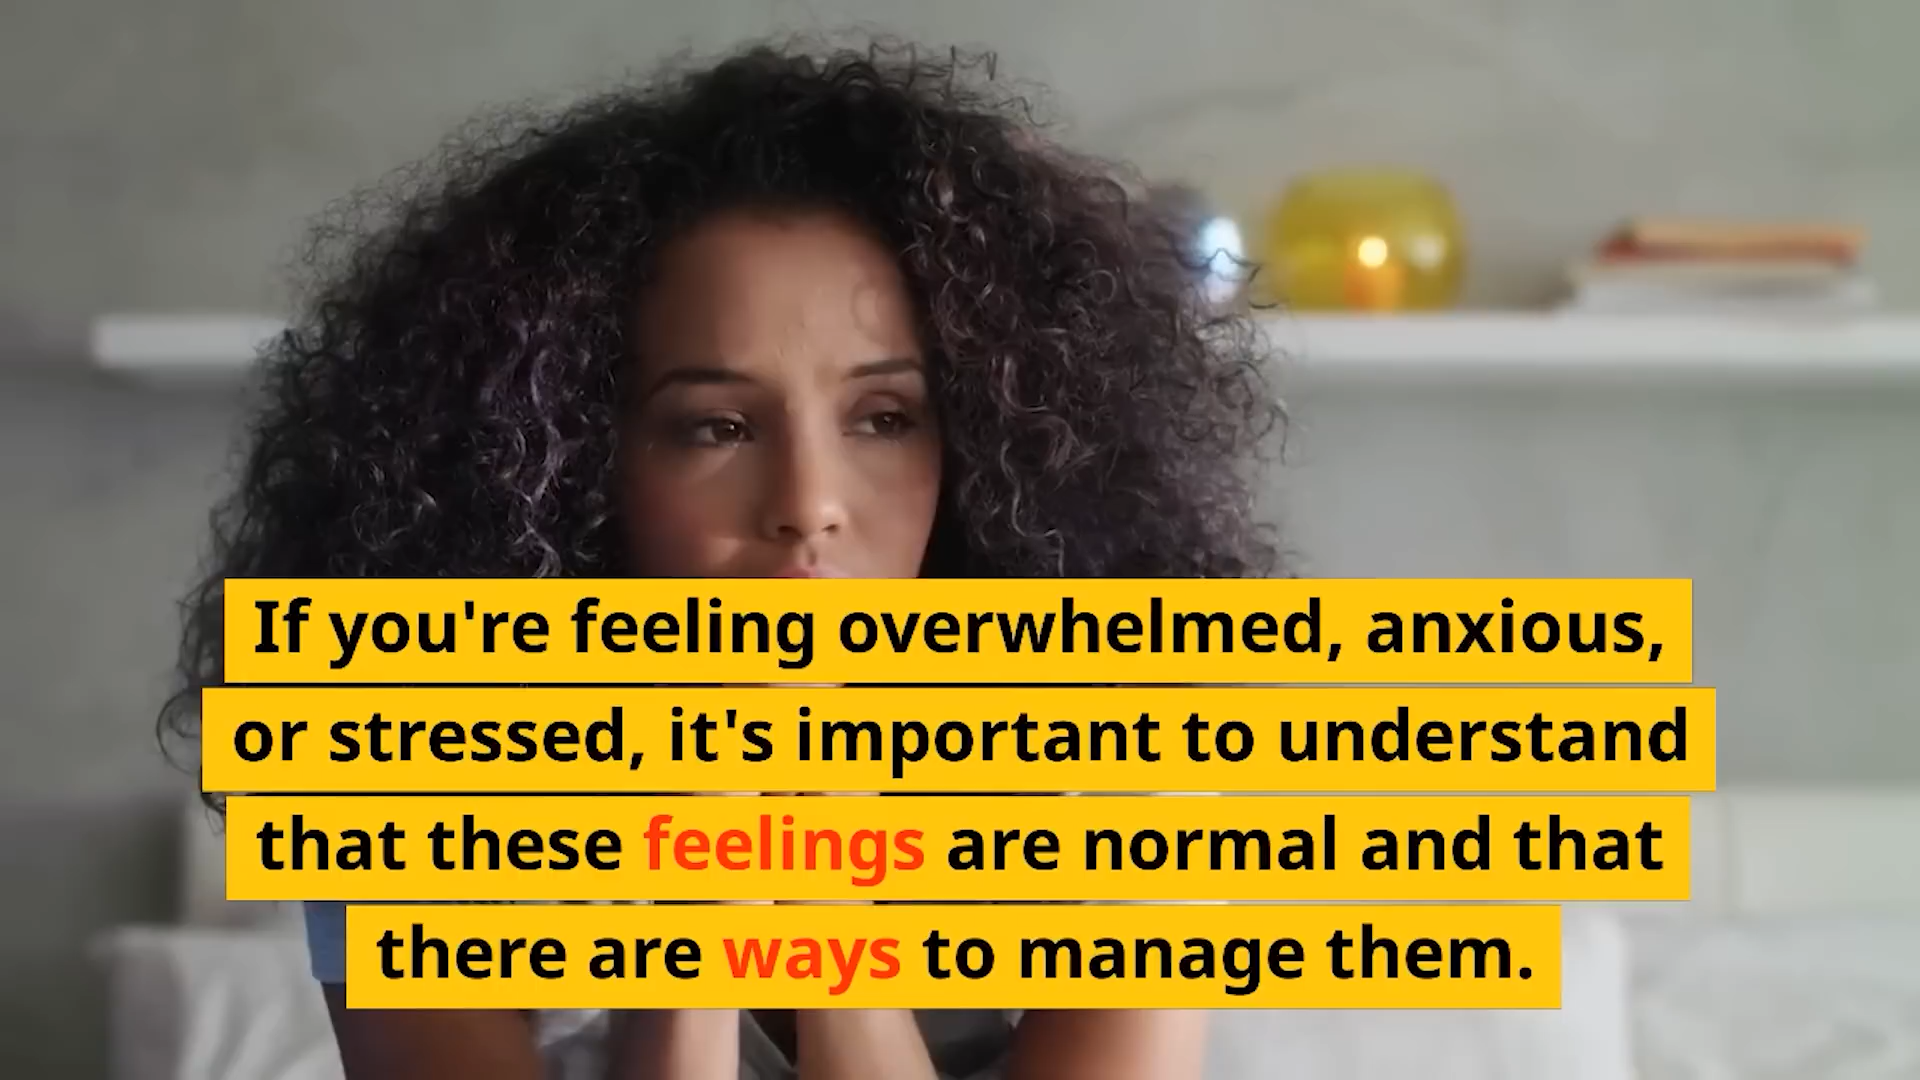 If you're feeling overwhelmed, anxious,
or stressed, it's important to understand
that these feelings are normal and that
there are ways to manage them.